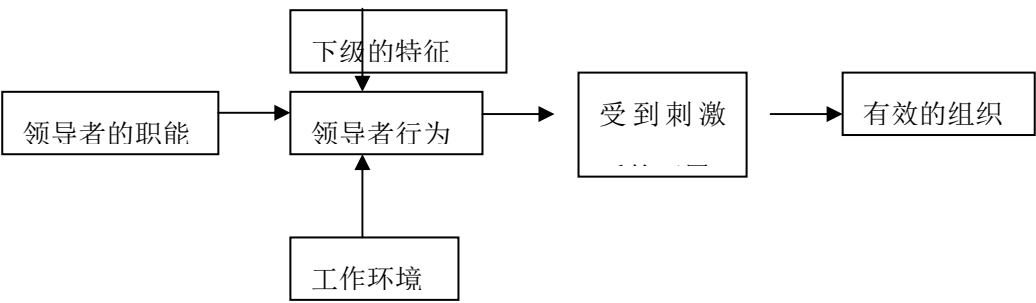 下级的特征
领导者的职能
领导者行为
受到刺激
有效的组织
工作环境